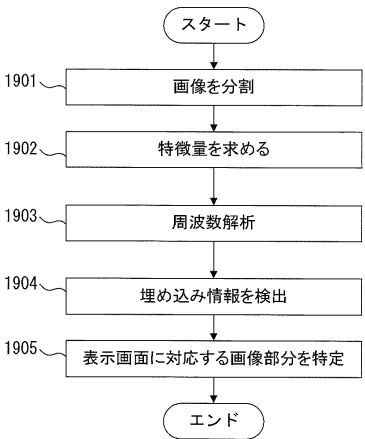 スタート
1901
画像を分割
1902
特徴量を求める
1903
周波数解析
1904
埋め込み情報を検出
1905
表示画面に対応する画像部分を特定
エンド